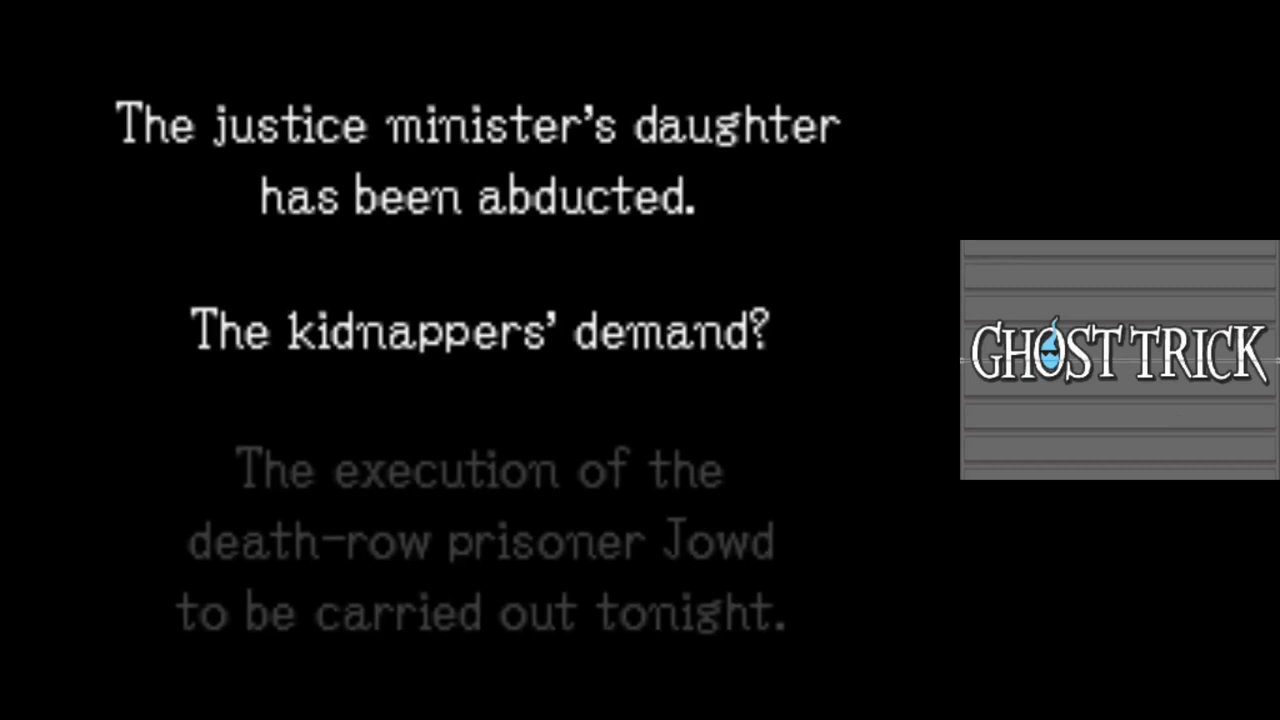 The justice minister’s daughter
has been abducted.
The kidnappers’ demand?
The execution of the
death-row prisoner Jowd
to be carried out tonight.
GHOST TRICK